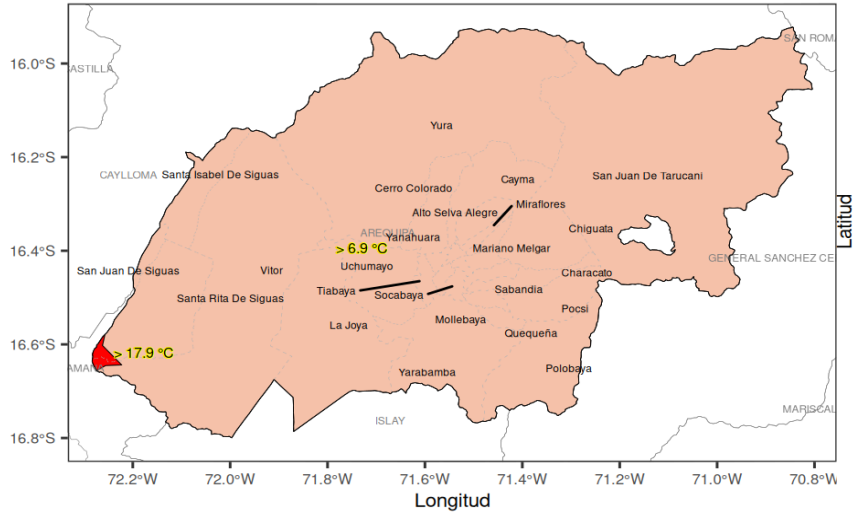 SAN ROMA
16.0°S
ASTILLA
Yura
16.2°S
CAYLLOMA
Santa Isabel De Siguas
Cayma
San Juan De Tarucani
Cerro Colorado
Miraflores
Alto Selva Alegre
Latitud
AREQUIPA
Chiguata
Yanahuara
16.4°S
> 6.9 °C
Mariano Melgar
GENERAL SANCHEZ CE
Uchumayo
San Juan De Siguas
Vitor
Characato
Tiabaya
Socabaya
Sabandia
Santa Rita De Siguas
Pocsi
La Joya
Mollebaya
Quequeña
16.6°S
> 17.9 °C
AMANÁ
Yarabamba
Polobaya
MARISCAL
ISLAY
16.8°S
72.2°W
72.0°W
71.8°W
71.6°W
71.4°W
71.2°W
71.0°W
70.8°W
Longitud